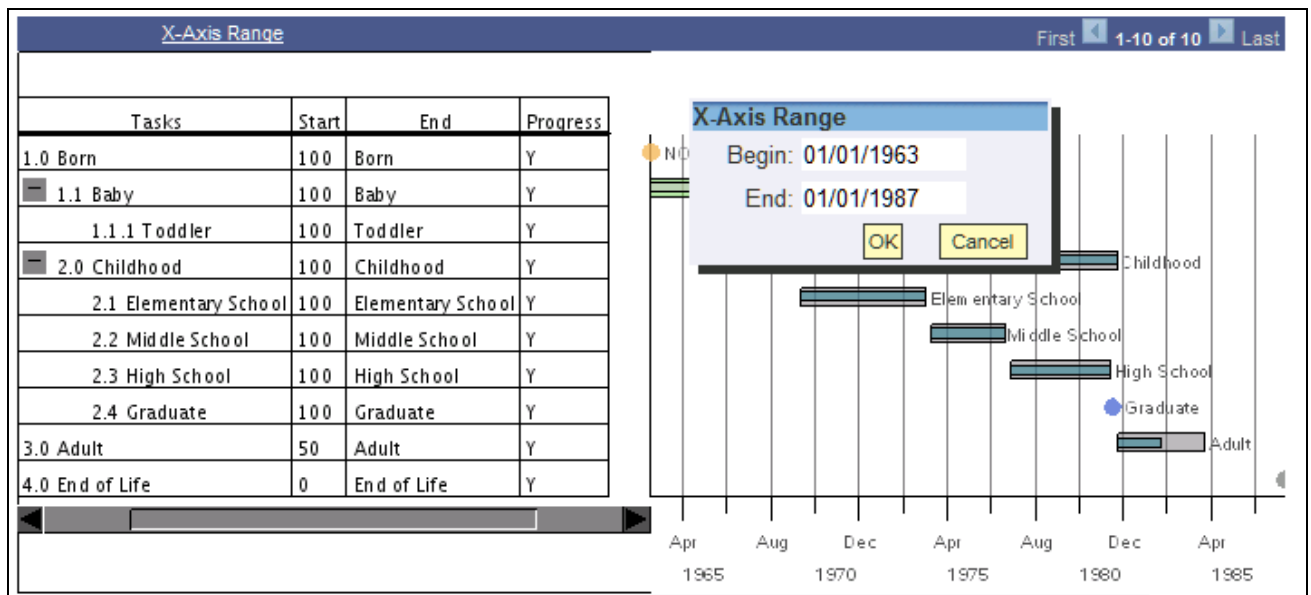 X-Axis Range First 1-10 of 10 Last
Tasks Start End Progress
1.0 Born 100 Born Y
1.1 Baby 100 Baby Y
1.1.1 Toddler 100 Toddler Y
2.0 Childhood 100 Childhood Y
2.1 Elementary School 100 Elementary School Y
2.2 Middle School 100 Middle School Y
2.3 High School 100 High School Y
2.4 Graduate 100 Graduate Y
3.0 Adult 50 Adult Y
4.0 End of Life 0 End of Life Y
X-Axis Range
Begin: 01/01/1963
End: 01/01/1987
OK Cancel
Childhood
Elementary School
Middle School
High School
Graduate
Adult
Apr Aug Dec Apr Aug Dec Apr
1965 1970 1975 1980 1985